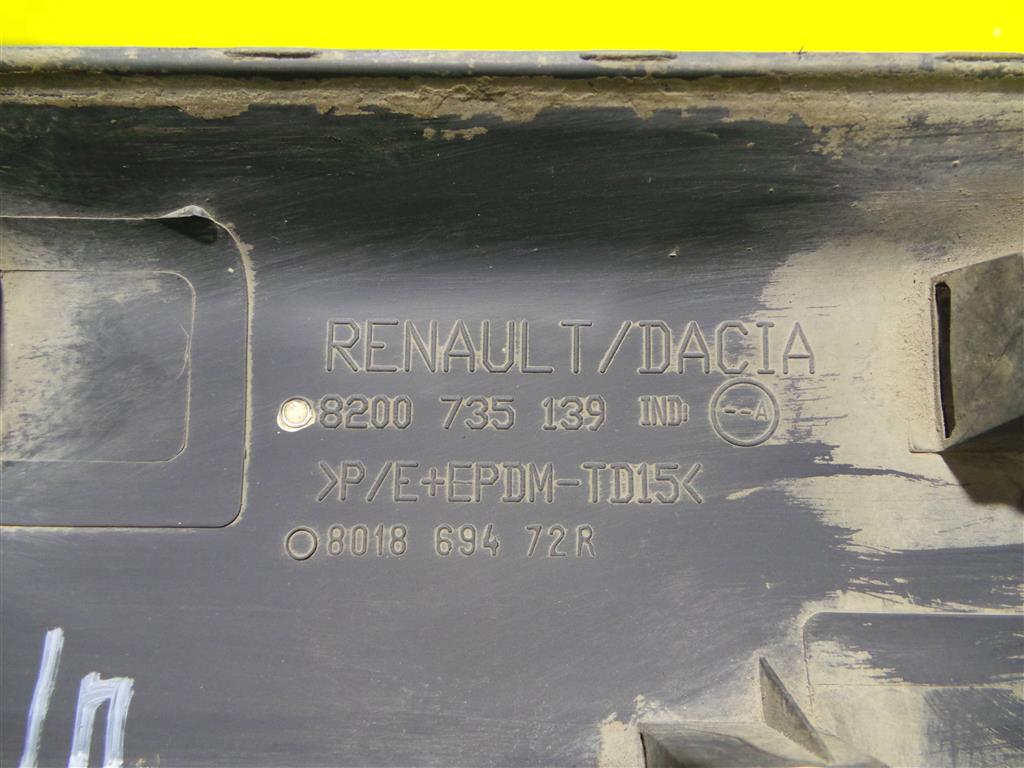 RENAULT/DACIA
8200 735 139 IND: --A
>P/E+EPDM-TD15<
8018 694 72R